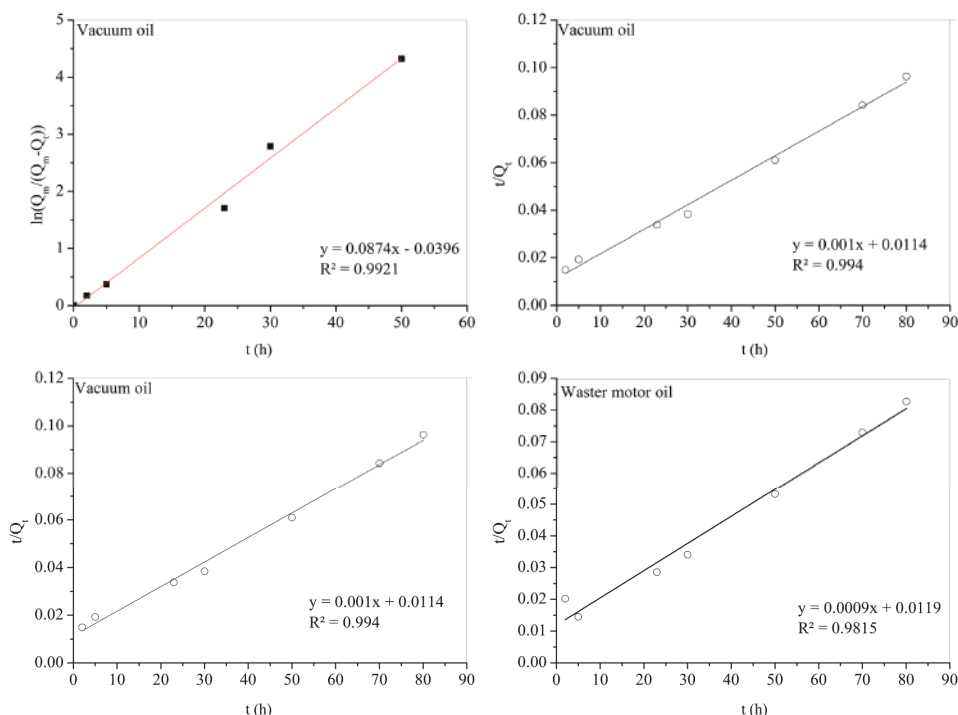 Vacuum oil
5
4
3
2
1
0
0 10 20 30 40 50 60
ln(Qₘ/(Qₘ-Qₜ))
t (h)
y = 0.0874x - 0.0396
R² = 0.9921
Vacuum oil
0.12
0.10
0.08
0.06
0.04
0.02
0.00
0 10 20 30 40 50 60 70 80 90
t/Qₜ
t (h)
y = 0.001x + 0.0114
R² = 0.994
Vacuum oil
0.12
0.10
0.08
0.06
0.04
0.02
0.00
0 10 20 30 40 50 60 70 80 90
t/Qₜ
t (h)
y = 0.001x + 0.0114
R² = 0.994
Waster motor oil
0.09
0.08
0.07
0.06
0.05
0.04
0.03
0.02
0.01
0.00
0 10 20 30 40 50 60 70 80 90
t/Qₜ
t (h)
y = 0.0009x + 0.0119
R² = 0.9815